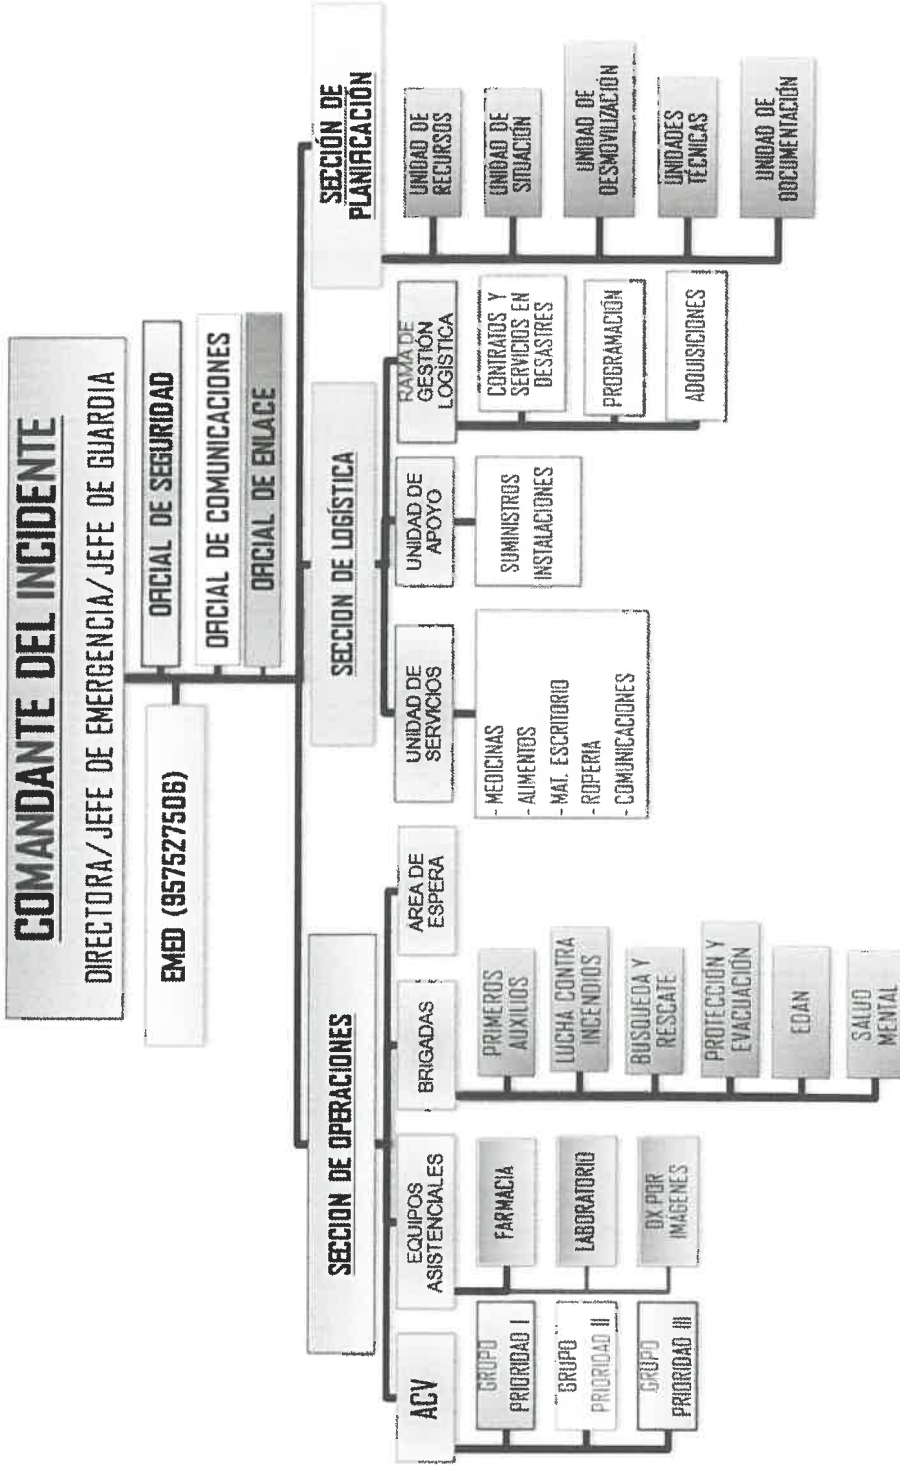 COMANDANTE DEL INCIDENTE
DIRECTORA/JEFE DE EMERGENCIA/JEFE DE GUARDIA
EMED (957527506)
OFICIAL DE SEGURIDAD
OFICIAL DE COMUNICACIONES
OFICIAL DE ENLACE
SECCION DE OPERACIONES
ACV
GRUPO
PRIORIDAD I
GRUPO
PRIORIDAD II
GRUPO
PRIORIDAD III
EQUIPOS
ASISTENCIALES
FARMACIA
LABORATORIO
DX POR
IMÁGENES
BRIGADAS
PRIMEROS
AUXILIOS
LUCHA CONTRA
INCENDIOS
BUSQUEDA Y
RESCATE
PROTECCIÓN Y
EVACUACIÓN
EDAN
SALUD
MENTAL
AREA DE
ESPERA
SECCION DE LOGÍSTICA
UNIDAD DE
SERVICIOS
- MEDICINAS
- ALIMENTOS
- MAT. ESCRITORIO
- ROPERIA
- COMUNICACIONES
UNIDAD DE
APOYO
SUMINISTROS
INSTALACIONES
RAMA DE
GESTIÓN
LOGÍSTICA
CONTRATOS Y
SERVICIOS EN
DESASTRES
PROGRAMACIÓN
ADQUISICIONES
SECCIÓN DE
PLANIFICACIÓN
UNIDAD DE
RECURSOS
UNIDAD DE
SITUACIÓN
UNIDAD DE
DESMOVILIZACIÓN
UNIDADES
TÉCNICAS
UNIDAD DE
DOCUMENTACIÓN